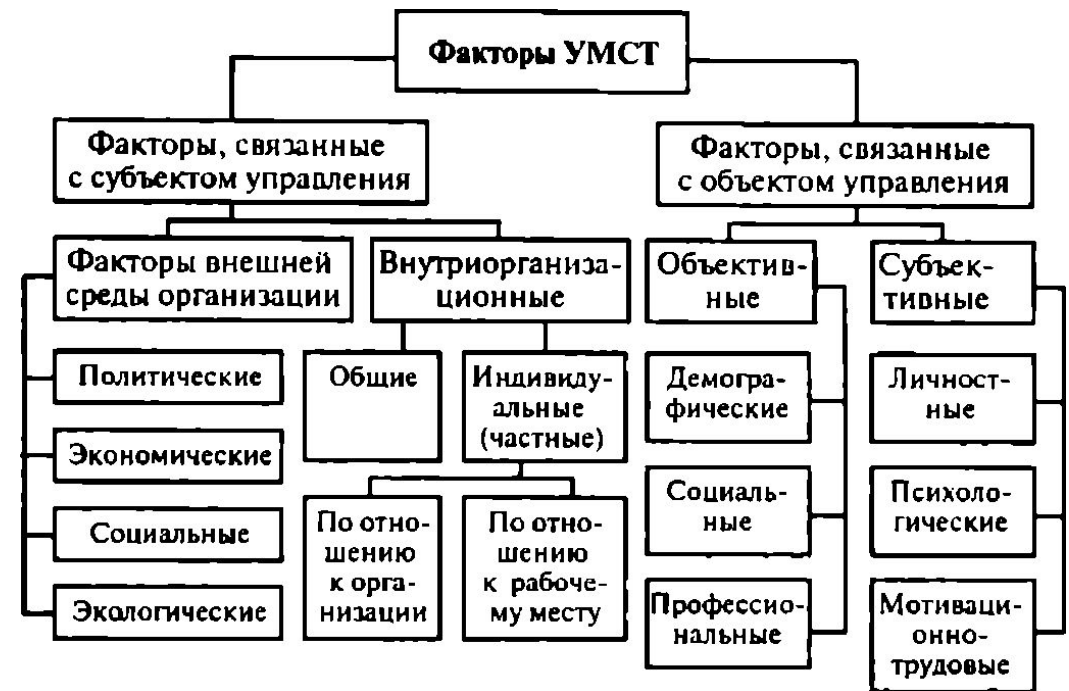 Факторы УМСТ
Факторы, связанные
с субъектом управления
Факторы, связанные
с объектом управления
Факторы внешней
среды организации
Внутриорганиза-
ционные
Объектив-
ные
Субъек-
тивные
Политические
Экономические
Социальные
Экологические
Общие
Индивиду-
альные
(частные)
По отно-
шению
к орга-
низации
По отно-
шению
к рабоче-
му месту
Демогра-
фические
Социаль-
ные
Профессио-
нальные
Личност-
ные
Психоло-
гические
Мотиваци-
онно-
трудовые